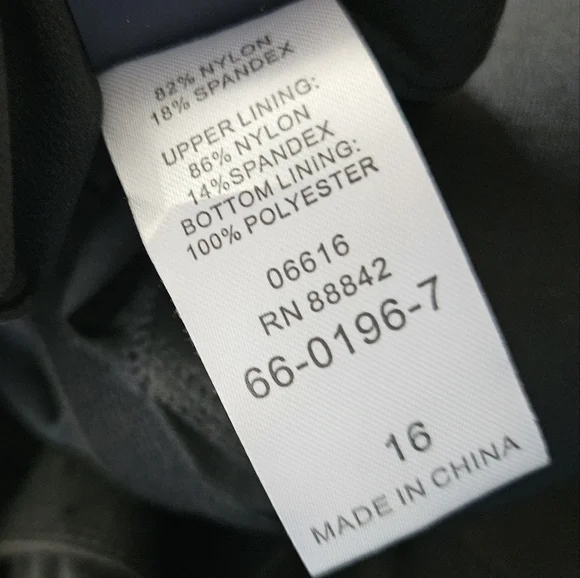 82% NYLON
18% SPANDEX
UPPER LINING:
86% NYLON
14%SPANDEX
BOTTOM LINING:
100% POLYESTER
06616
RN 88842
66-0196-7
16
MADE IN CHINA